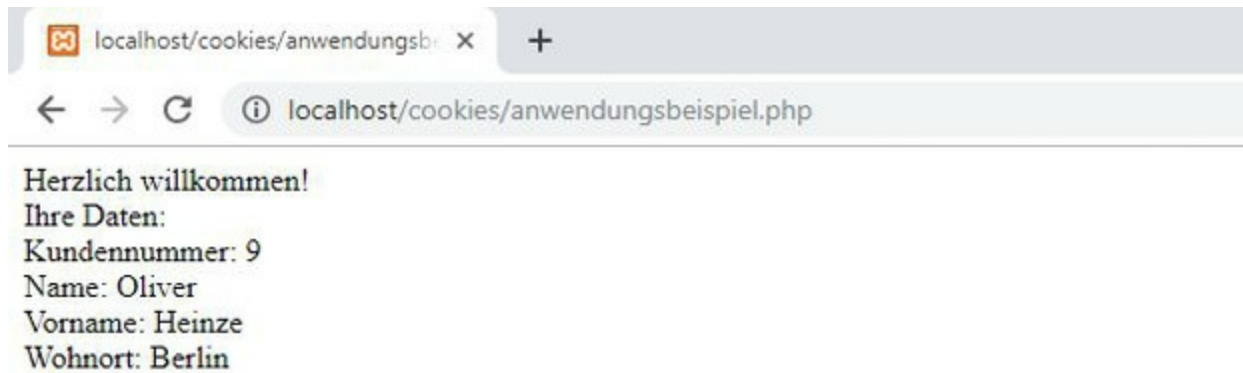 localhost/cookies/anwendungsb
localhost/cookies/anwendungsbeispiel.php
Herzlich willkommen!
Ihre Daten:
Kundennummer: 9
Name: Oliver
Vorname: Heinze
Wohnort: Berlin